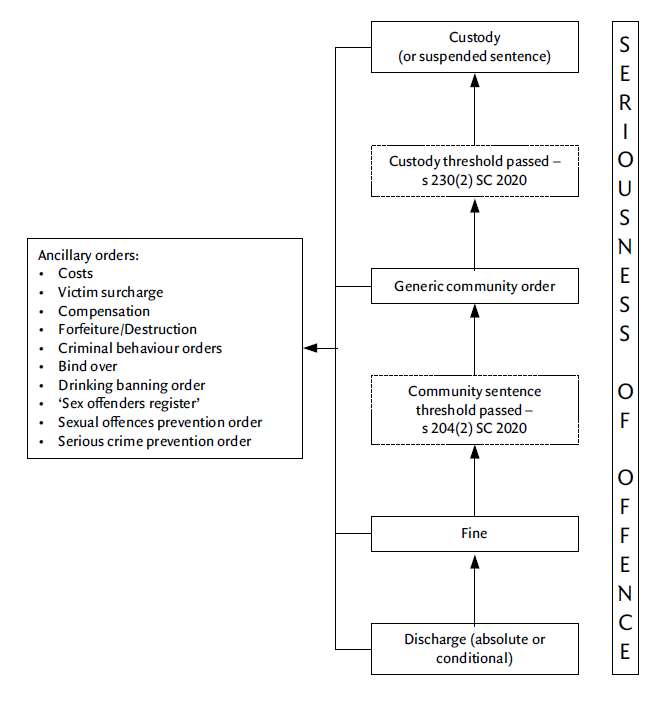 Custody
(or suspended sentence)
Custody threshold passed –
s 230(2) SC 2020
Generic community order
Community sentence
threshold passed –
s 204(2) SC 2020
Fine
Discharge (absolute or
conditional)
Ancillary orders:
• Costs
• Victim surcharge
• Compensation
• Forfeiture/Destruction
• Criminal behaviour orders
• Bind over
• Drinking banning order
• ‘Sex offenders register’
• Sexual offences prevention order
• Serious crime prevention order
SERIOUSNESS OF OFFENCE